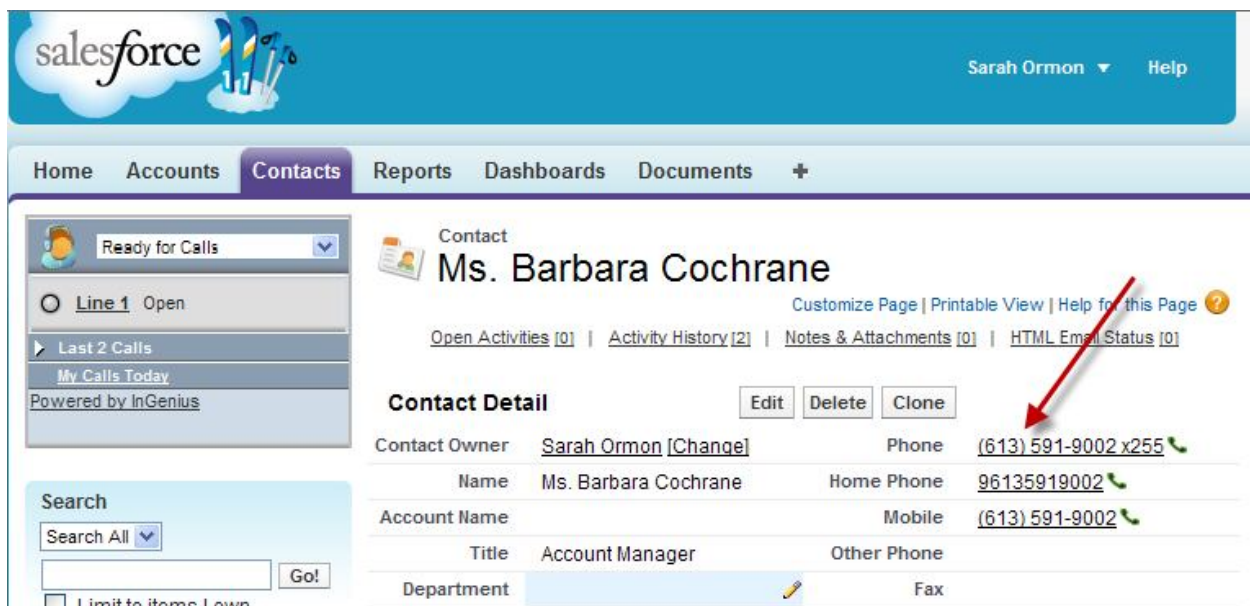 salesforce
Sarah Ormon Help
Home Accounts Contacts Reports Dashboards Documents +
Ready for Calls
Line 1 Open
Last 2 Calls
My Calls Today
Powered by InGenius
Search
Search All
Go!
Limit to items I own
Contact
Ms. Barbara Cochrane
Customize Page | Printable View | Help for this Page ?
Open Activities [0] | Activity History [2] | Notes & Attachments [0] | HTML Email Status [0]
Contact Detail Edit Delete Clone
Contact Owner Sarah Ormon [Change] Phone (613) 591-9002 x255
Name Ms. Barbara Cochrane Home Phone 96135919002
Account Name Mobile (613) 591-9002
Title Account Manager Other Phone
Department Fax